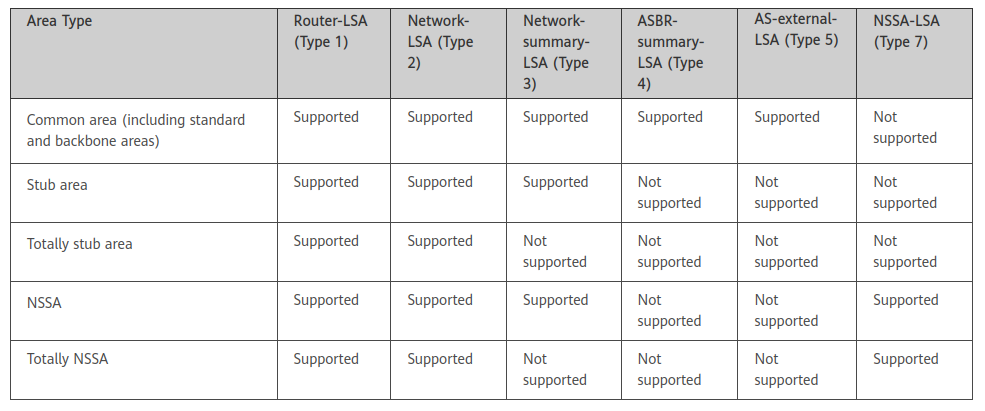 Area Type
Router-LSA
(Type 1)
Network-
LSA (Type
2)
Network-
summary-
LSA (Type
3)
ASBR-
summary-
LSA (Type
4)
AS-external-
LSA (Type 5)
NSSA-LSA
(Type 7)
Common area (including standard
and backbone areas)
Supported
Supported
Supported
Supported
Supported
Not
supported
Stub area
Supported
Supported
Supported
Not
supported
Not
supported
Not
supported
Totally stub area
Supported
Supported
Not
supported
Not
supported
Not
supported
Not
supported
NSSA
Supported
Supported
Supported
Not
supported
Not
supported
Supported
Totally NSSA
Supported
Supported
Not
supported
Not
supported
Not
supported
Supported